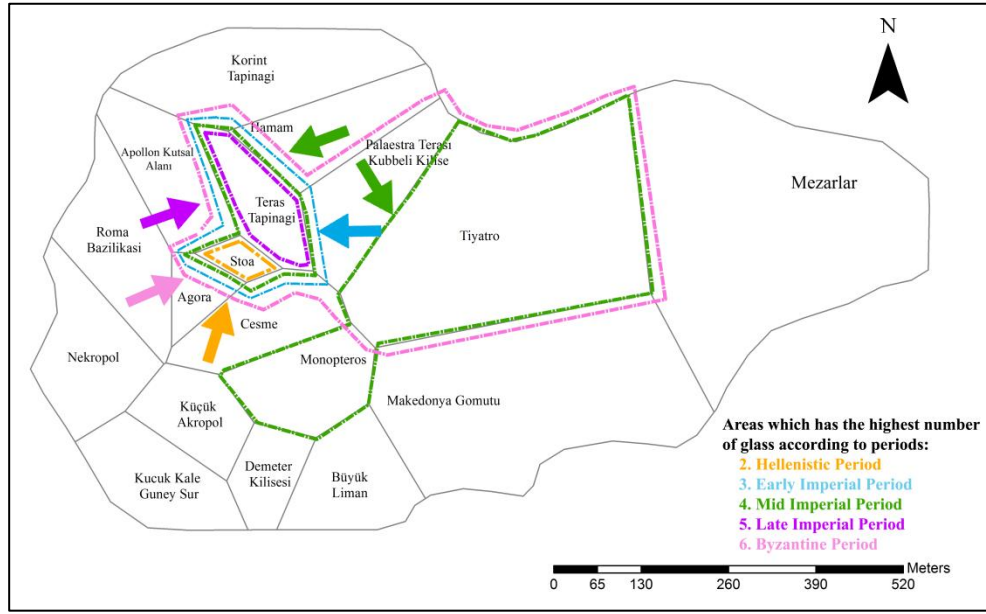 N
Korint
Tapinagi
Hamam
Palaestra Terası
Kubbeli Kilise
Apollon Kutsal
Alanı
Mezarlar
Teras
Tapinagi
Roma
Bazilikasi
Tiyatro
Stoa
Agora
Cesme
Nekropol
Monopteros
Küçük
Akropol
Makedonya Gomutu
Kucuk Kale
Guney Sur
Demeter
Kilisesi
Büyük
Liman
Areas which has the highest number
of glass according to periods:
2. Hellenistic Period
3. Early Imperial Period
4. Mid Imperial Period
5. Late Imperial Period
6. Byzantine Period
Meters
0 65 130 260 390 520